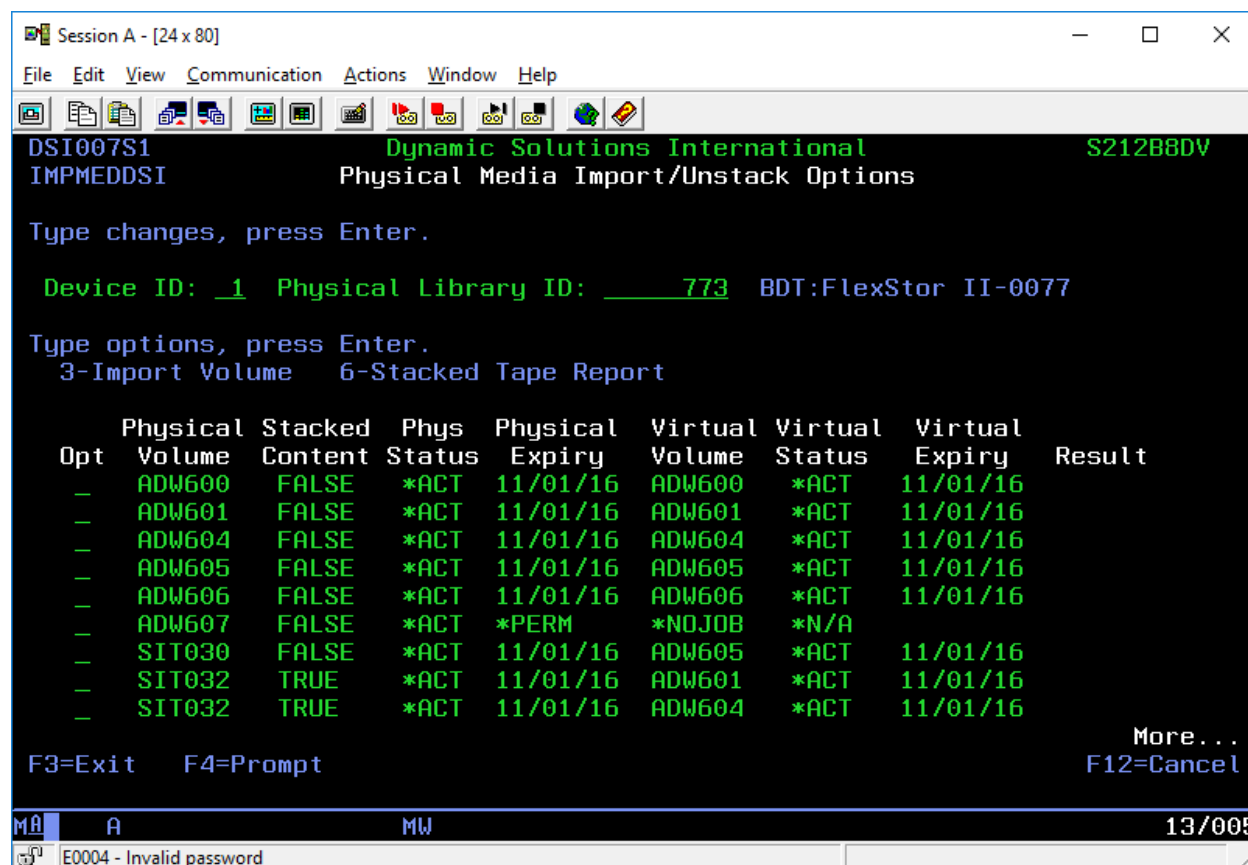 Session A - [24 x 80]
File Edit View Communication Actions Window Help
DSI007S1 Dynamic Solutions International S212B8DV
IMPMEDDSI Physical Media Import/Unstack Options
Type changes, press Enter.
Device ID: _1 Physical Library ID: ______773 BDT:FlexStor II-0077
Type options, press Enter.
3-Import Volume 6-Stacked Tape Report
Physical Stacked Phys Physical Virtual Virtual Virtual
Opt Volume Content Status Expiry Volume Status Expiry Result
_ ADW600 FALSE *ACT 11/01/16 ADW600 *ACT 11/01/16
_ ADW601 FALSE *ACT 11/01/16 ADW601 *ACT 11/01/16
_ ADW604 FALSE *ACT 11/01/16 ADW604 *ACT 11/01/16
_ ADW605 FALSE *ACT 11/01/16 ADW605 *ACT 11/01/16
_ ADW606 FALSE *ACT 11/01/16 ADW606 *ACT 11/01/16
_ ADW607 FALSE *ACT *PERM *NOJOB *N/A
_ SIT030 FALSE *ACT 11/01/16 ADW605 *ACT 11/01/16
_ SIT032 TRUE *ACT 11/01/16 ADW601 *ACT 11/01/16
_ SIT032 TRUE *ACT 11/01/16 ADW604 *ACT 11/01/16
More...
F3=Exit F4=Prompt F12=Cancel
MA A MW 13/005
E0004 - Invalid password